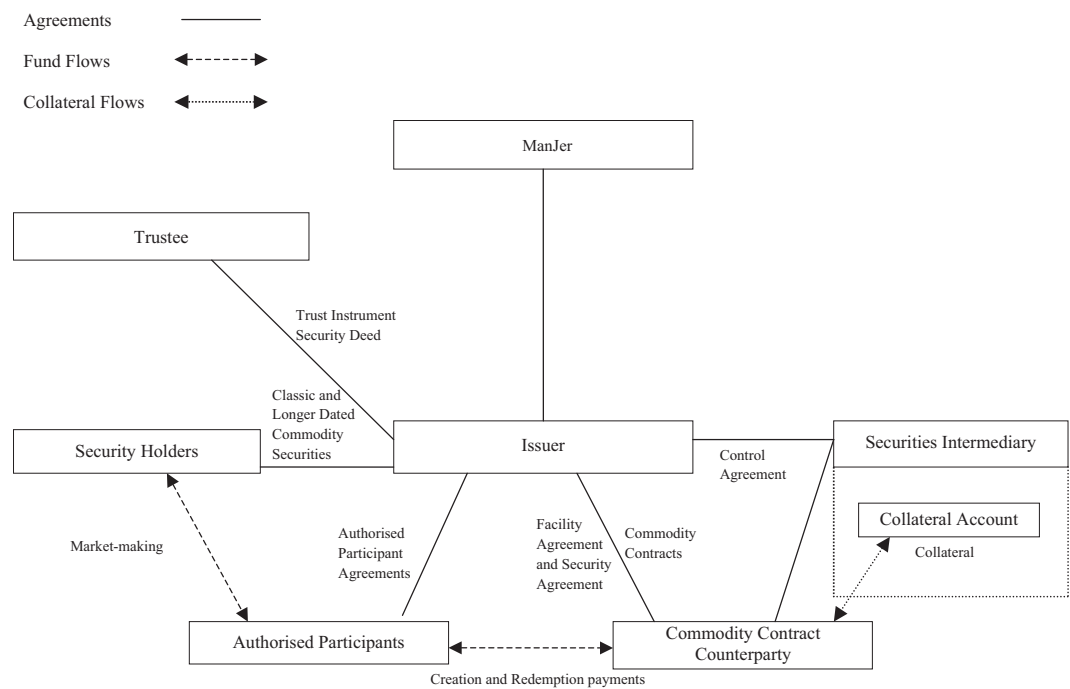 Agreements
Fund Flows
Collateral Flows
ManJer
Trustee
Trust Instrument
Security Deed
Classic and
Longer Dated
Commodity
Securities
Security Holders
Issuer
Securities Intermediary
Control
Agreement
Collateral Account
Collateral
Market-making
Authorised
Participant
Agreements
Facility
Agreement
and Security
Agreement
Commodity
Contracts
Authorised Participants
Commodity Contract
Counterparty
Creation and Redemption payments